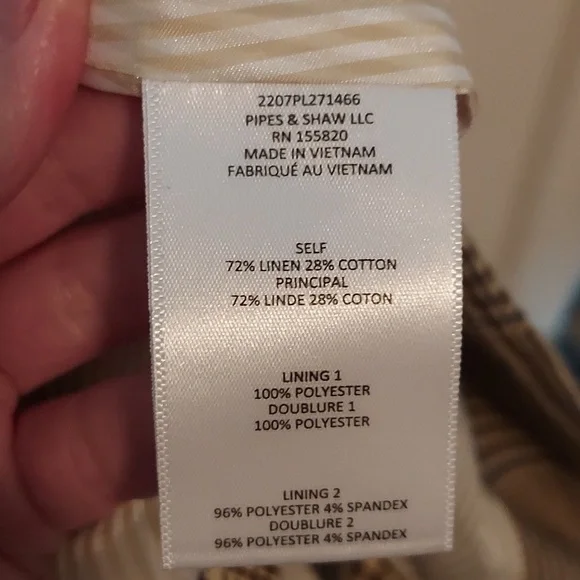 2207PL271466
PIPES & SHAW LLC
RN 155820
MADE IN VIETNAM
FABRIQUÉ AU VIETNAM
SELF
72% LINEN 28% COTTON
PRINCIPAL
72% LINDE 28% COTON
LINING 1
100% POLYESTER
DOUBLURE 1
100% POLYESTER
LINING 2
96% POLYESTER 4% SPANDEX
DOUBLURE 2
96% POLYESTER 4% SPANDEX